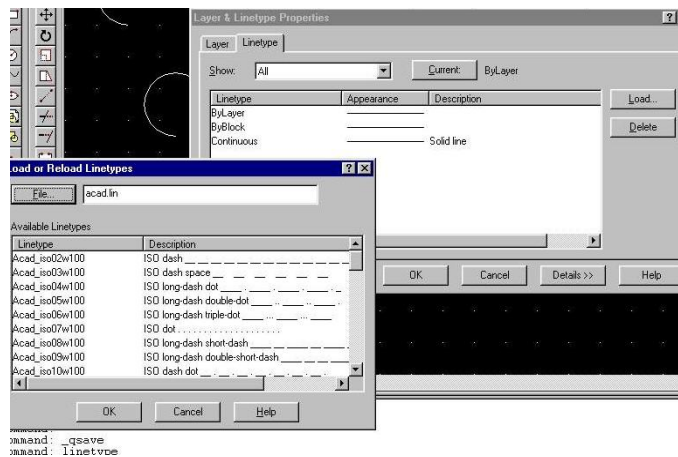 Layer & Linetype Properties
Layer Linetype
Show: All Current: ByLayer
Linetype Appearance Description
ByLayer
ByBlock
Continuous Solid line
Load...
Delete
OK Cancel Details >> Help
Load or Reload Linetypes
File... acad.lin
Available Linetypes
Linetype Description
Acad_iso02w100 ISO dash
Acad_iso03w100 ISO dash space
Acad_iso04w100 ISO long-dash dot
Acad_iso05w100 ISO long-dash double-dot
Acad_iso06w100 ISO long-dash triple-dot
Acad_iso07w100 ISO dot
Acad_iso08w100 ISO long-dash short-dash
Acad_iso09w100 ISO long-dash double-short-dash
Acad_iso10w100 ISO dash dot
OK Cancel Help
ommand: _qsave
ommand: linetype